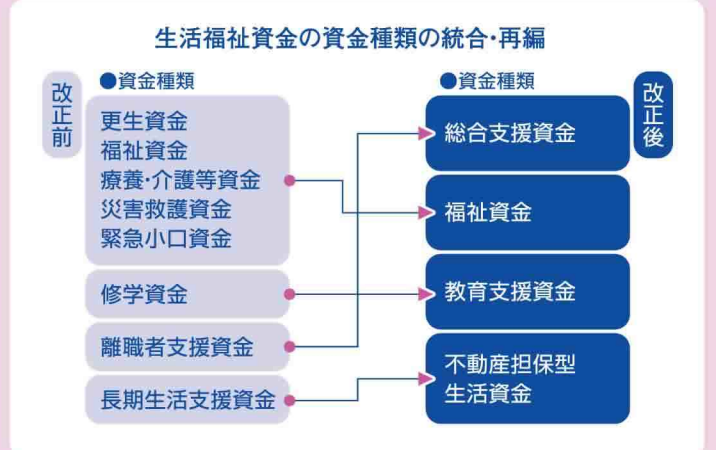 生活福祉資金の資金種類の統合・再編
改正前
●資金種類
更生資金
福祉資金
療養・介護等資金
災害救護資金
緊急小口資金
修学資金
離職者支援資金
長期生活支援資金
●資金種類
改正後
総合支援資金
福祉資金
教育支援資金
不動産担保型
生活資金